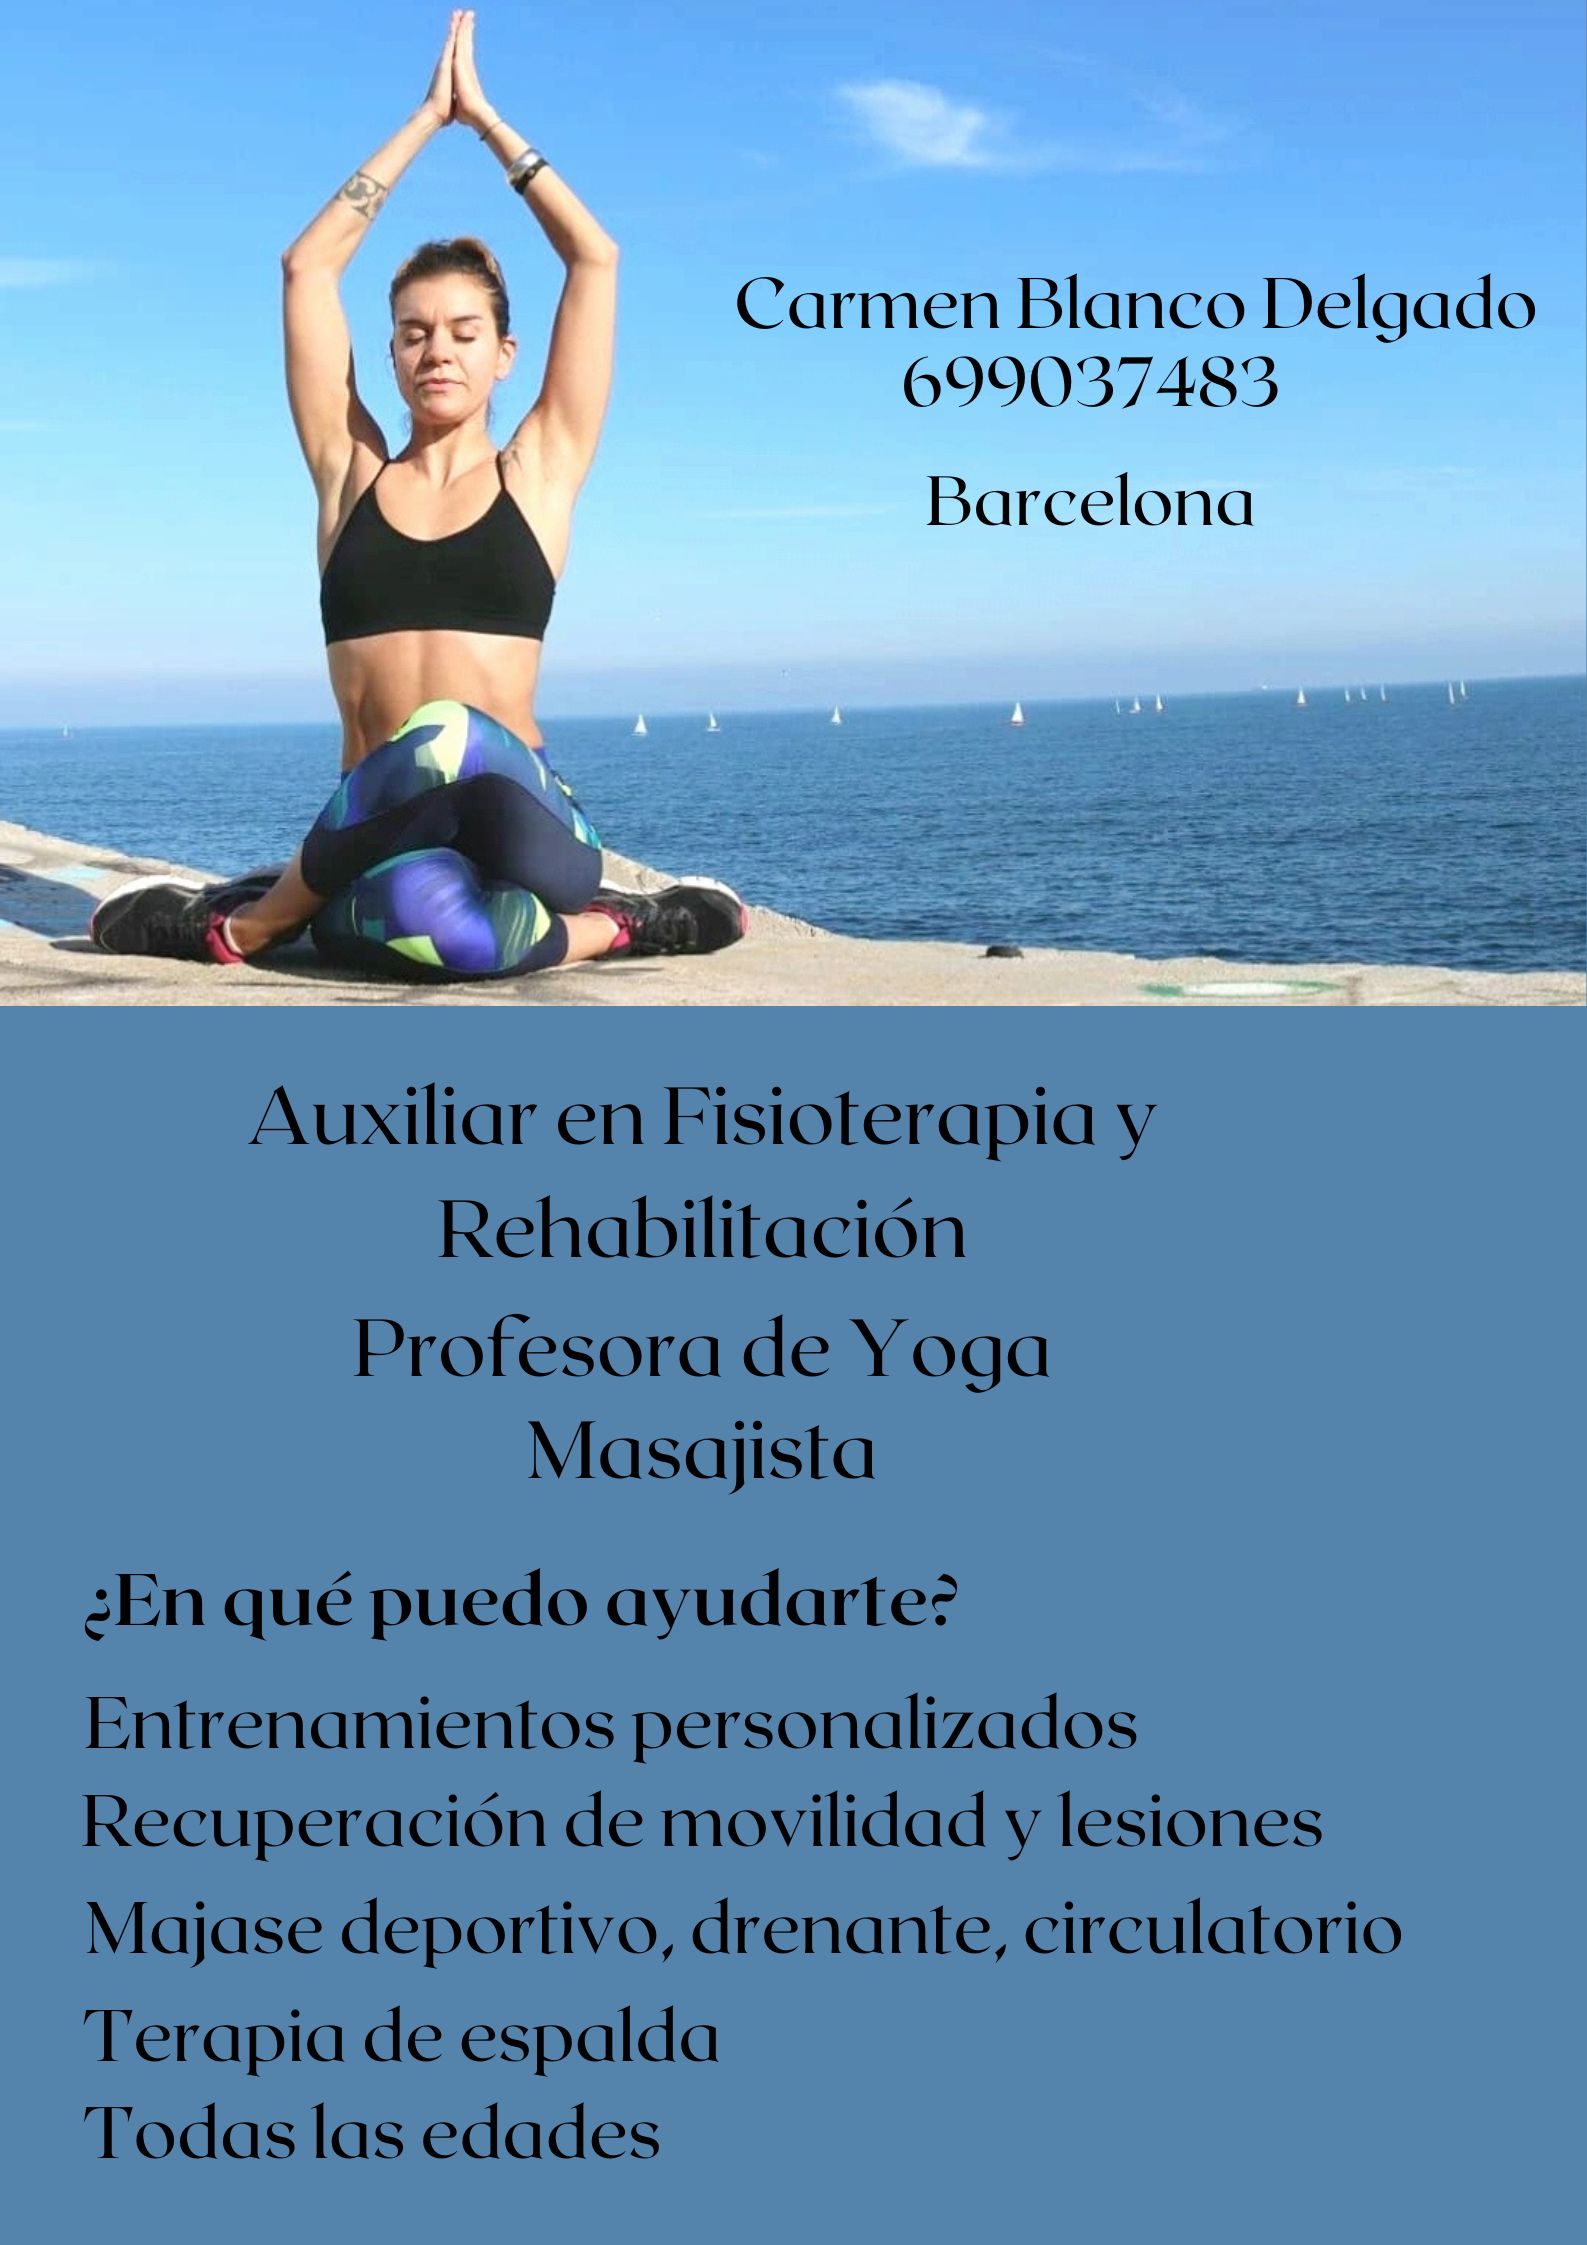 Carmen Blanco Delgado
699037483
Barcelona
Auxiliar en Fisioterapia y
Rehabilitación
Profesora de Yoga
Masajista
¿En qué puedo ayudarte?
Entrenamientos personalizados
Recuperación de movilidad y lesiones
Majase deportivo, drenante, circulatorio
Terapia de espalda
Todas las edades